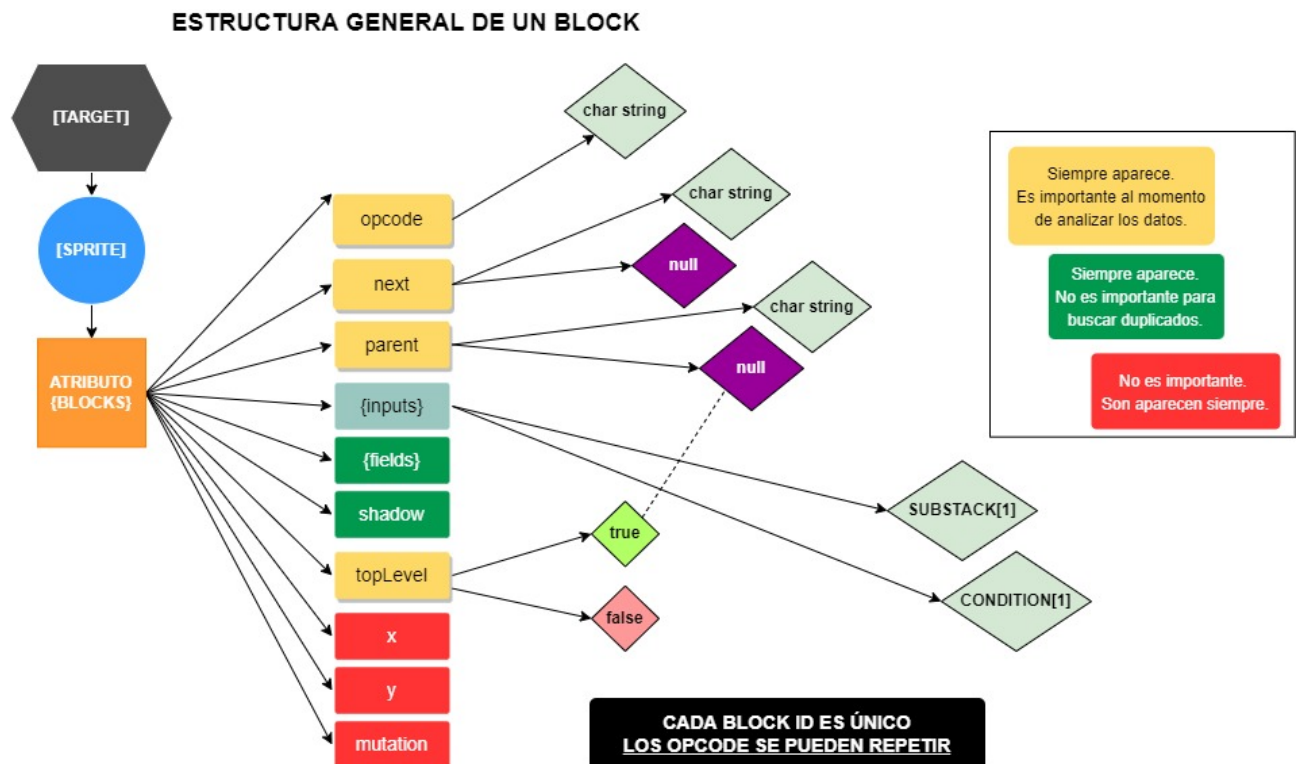 ESTRUCTURA GENERAL DE UN BLOCK
[TARGET]
[SPRITE]
ATRIBUTO
{BLOCKS}
opcode
next
parent
{inputs}
{fields}
shadow
topLevel
x
y
mutation
char string
char string
null
char string
null
true
false
SUBSTACK[1]
CONDITION[1]
Siempre aparece.
Es importante al momento
de analizar los datos.
Siempre aparece.
No es importante para
buscar duplicados.
No es importante.
Son aparecen siempre.
CADA BLOCK ID ES ÚNICO
LOS OPCODE SE PUEDEN REPETIR